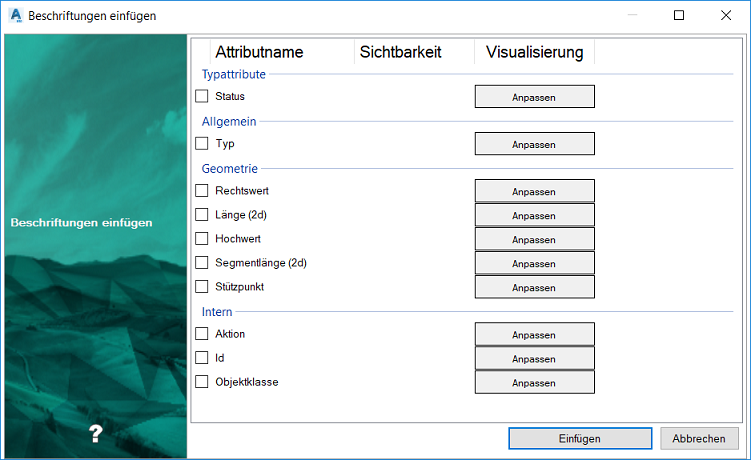 Beschriftungen einfügen
Attributname Sichtbarkeit Visualisierung
Typattribute
Status Anpassen
Allgemein
Typ Anpassen
Geometrie
Rechtswert Anpassen
Länge (2d) Anpassen
Beschriftungen einfügen
Hochwert Anpassen
Segmentlänge (2d) Anpassen
Stützpunkt Anpassen
Intern
Aktion Anpassen
Id Anpassen
Objektklasse Anpassen
?
Einfügen Abbrechen